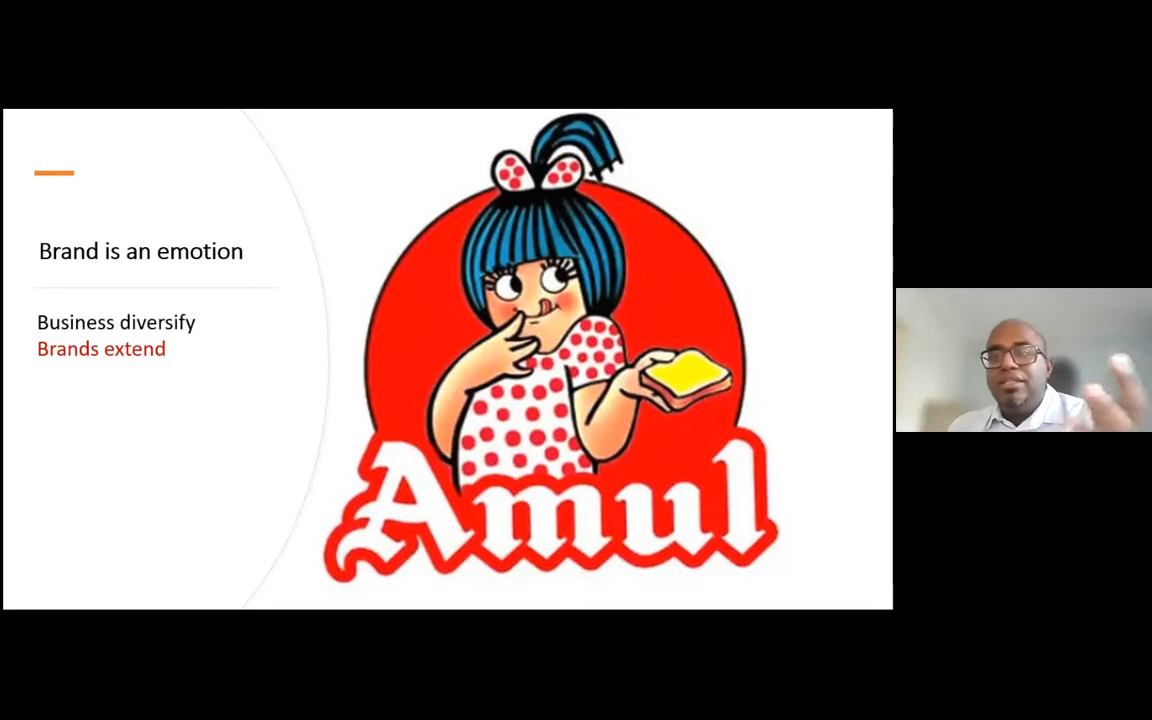 Brand is an emotion
Business diversify
Brands extend
Amul